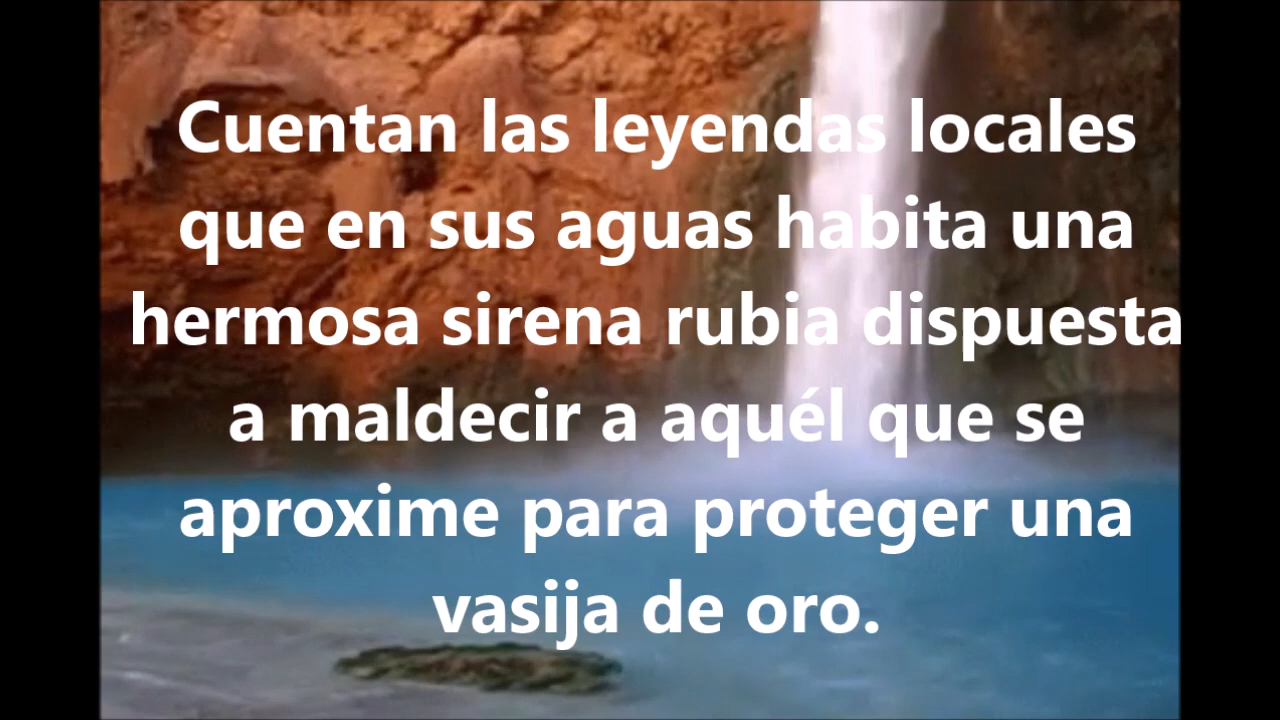 Cuentan las leyendas locales
que en sus aguas habita una
hermosa sirena rubia dispuesta
a maldecir a aquél que se
aproxime para proteger una
vasija de oro.